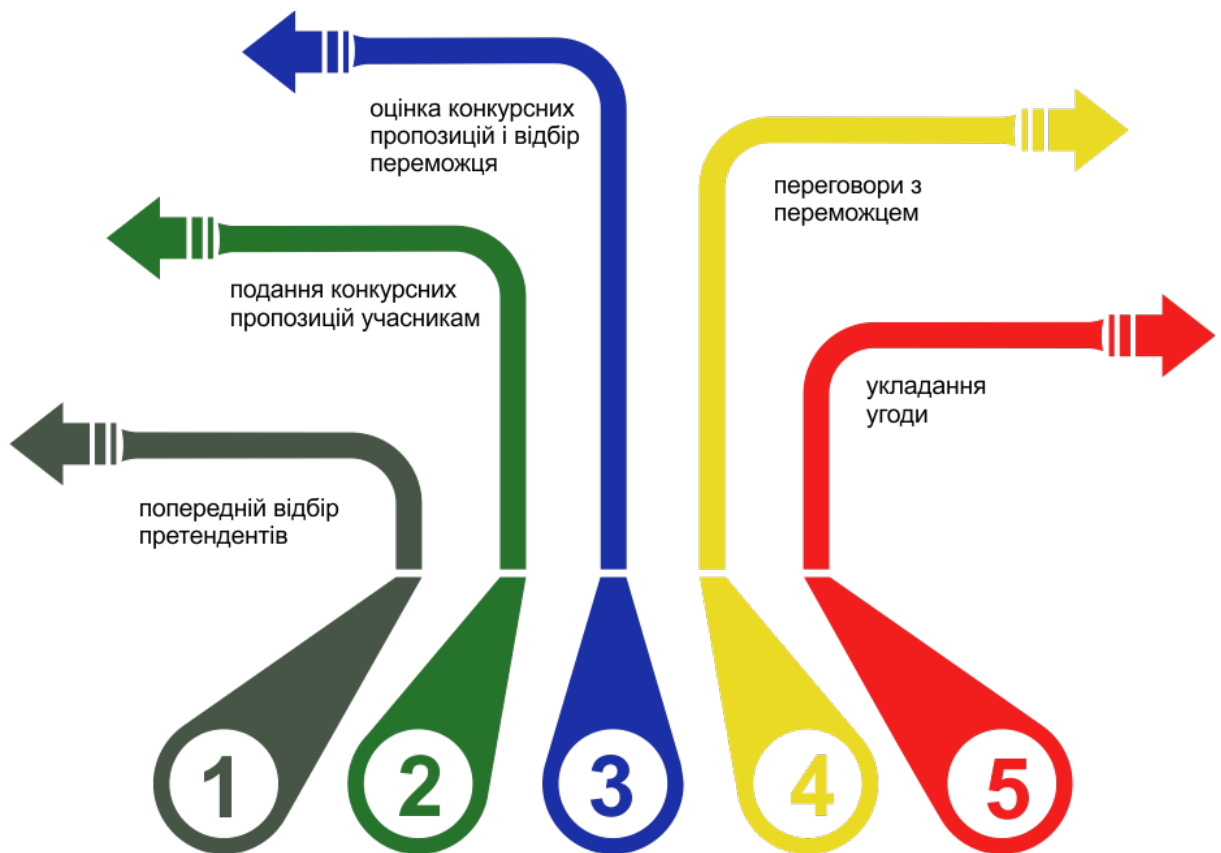 оцінка конкурсних
пропозицій і відбір
переможця
переговори з
переможцем
подання конкурсних
пропозицій учасникам
укладання
угоди
попередній відбір
претендентів
1
2
3
4
5